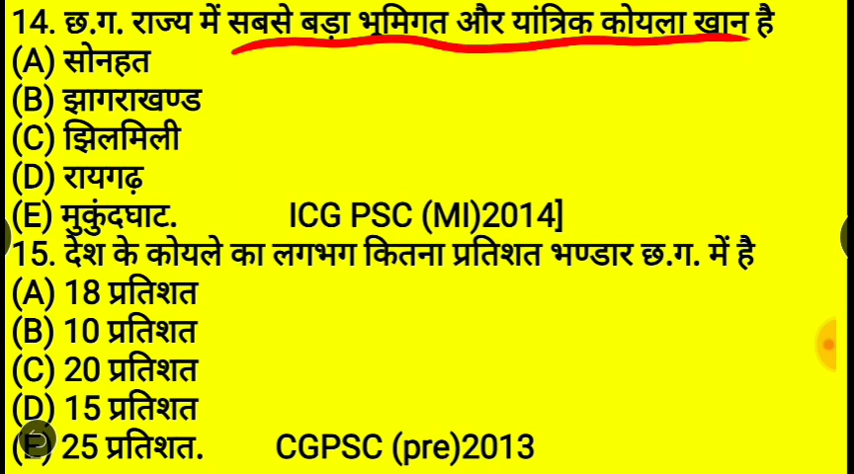 14. छ.ग. राज्य में सबसे बड़ा भूमिगत और यांत्रिक कोयला खान है
(A) सोनहत
(B) झागराखण्ड
(C) झिलमिली
(D) रायगढ़
(E) मुकुंदघाट. ICG PSC (MI)2014]
15. देश के कोयले का लगभग कितना प्रतिशत भण्डार छ.ग. में है
(A) 18 प्रतिशत
(B) 10 प्रतिशत
(C) 20 प्रतिशत
(D) 15 प्रतिशत
(E) 25 प्रतिशत. CGPSC (pre)2013